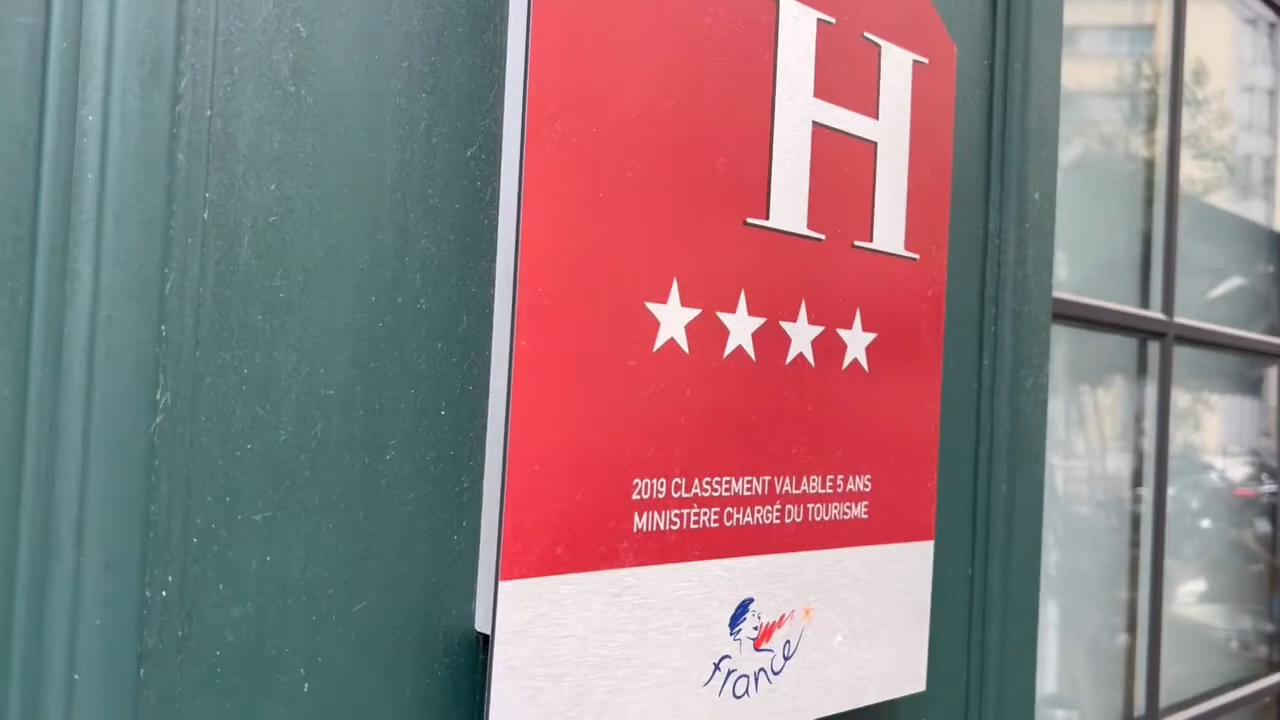 H
2019 CLASSEMENT VALABLE 5 ANS
MINISTÈRE CHARGÉ DU TOURISME
france